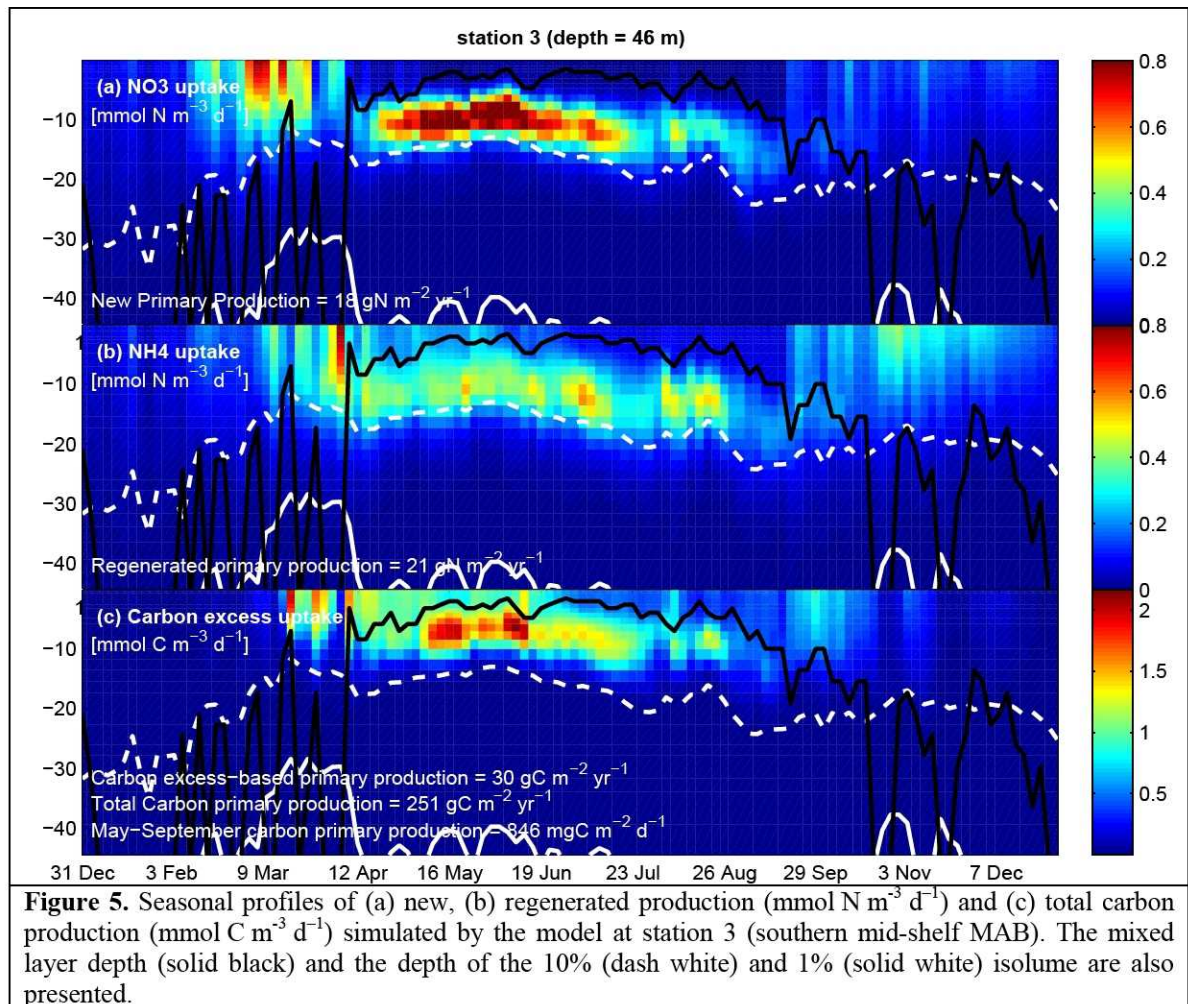 station 3 (depth = 46 m)
(a) NO3 uptake
[mmol N m⁻³ d⁻¹]
−10
−20
−30
−40
New Primary Production = 18 gN m⁻² yr⁻¹
0.8
0.6
0.4
0.2
0.8
(b) NH4 uptake
[mmol N m⁻³ d⁻¹]
−10
−20
−30
−40
Regenerated primary production = 21 gN m⁻² yr⁻¹
0.6
0.4
0.2
0
(c) Carbon excess uptake
[mmol C m⁻³ d⁻¹]
−10
−20
−30
−40
Carbon excess−based primary production = 30 gC m⁻² yr⁻¹
Total Carbon primary production = 251 gC m⁻² yr⁻¹
May−September carbon primary production = 846 mgC m⁻² d⁻¹
2
1.5
1
0.5
31 Dec 3 Feb 9 Mar 12 Apr 16 May 19 Jun 23 Jul 26 Aug 29 Sep 3 Nov 7 Dec
Figure 5. Seasonal profiles of (a) new, (b) regenerated production (mmol N m⁻³ d⁻¹) and (c) total carbon
production (mmol C m⁻³ d⁻¹) simulated by the model at station 3 (southern mid-shelf MAB). The mixed
layer depth (solid black) and the depth of the 10% (dash white) and 1% (solid white) isolume are also
presented.